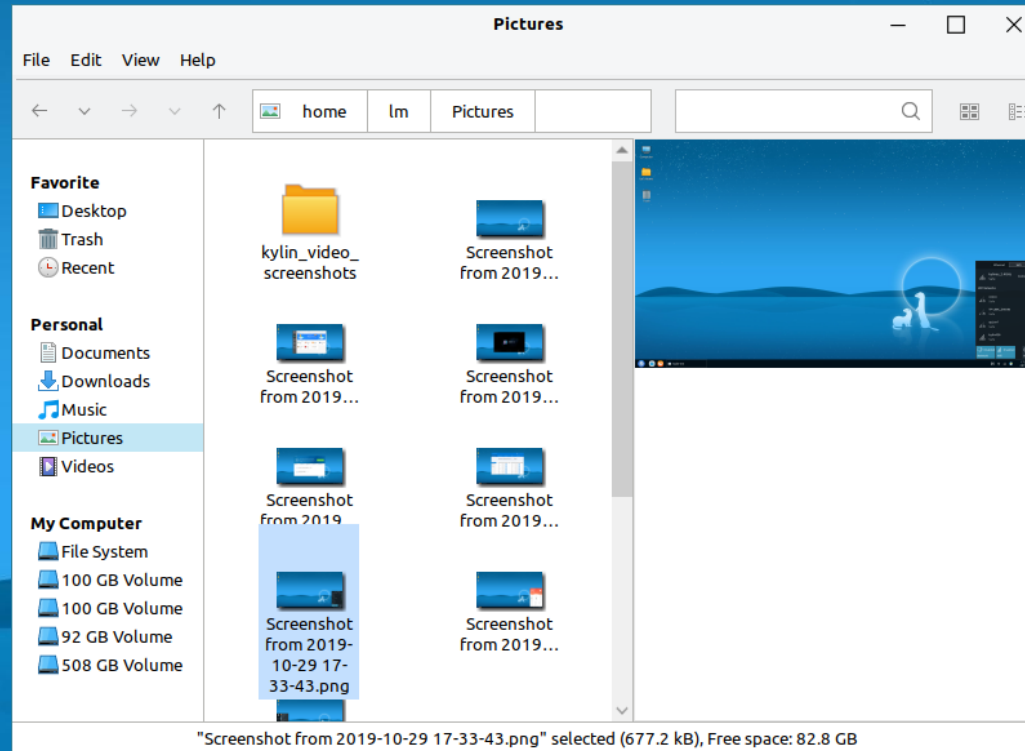 Pictures
File Edit View Help
home lm Pictures
Favorite
Desktop
Trash
Recent
Personal
Documents
Downloads
Music
Pictures
Videos
My Computer
File System
100 GB Volume
100 GB Volume
92 GB Volume
508 GB Volume
kylin_video_
screenshots
Screenshot
from 2019...
Screenshot
from 2019...
Screenshot
from 2019...
Screenshot
from 2019
Screenshot
from 2019...
Screenshot
from 2019-
10-29 17-
33-43.png
Screenshot
from 2019...
"Screenshot from 2019-10-29 17-33-43.png" selected (677.2 kB), Free space: 82.8 GB